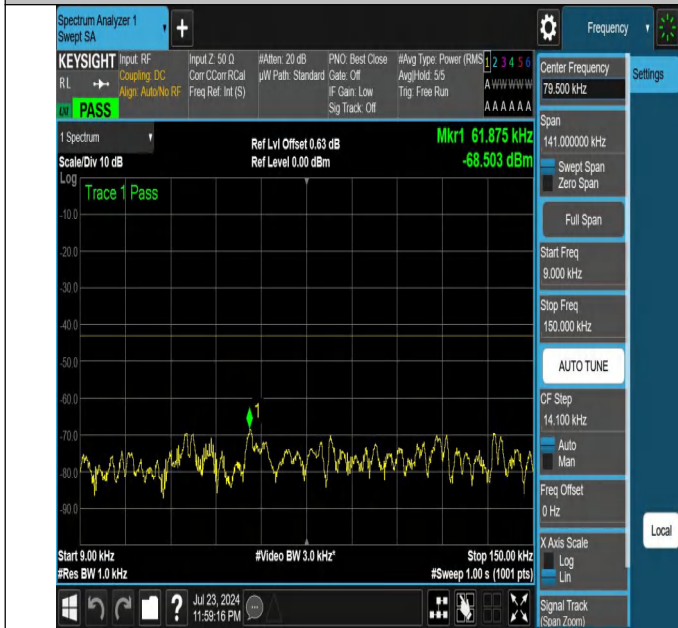 Spectrum Analyzer 1
Swept SA
Frequency
KEYSIGHT
RL
PASS
Input: RF
Coupling: DC
Align: Auto/No RF
Input Z: 50 Ω
Corr CCorr RCal
Freq Ref: Int (S)
#Atten: 20 dB
µW Path: Standard
PNO: Best Close
Gate: Off
IF Gain: Low
Sig Track: Off
#Avg Type: Power (RMS
Avg|Hold: 5/5
Trig: Free Run
1 2 3 4 5 6
A W W W W W
A A A A A A
1 Spectrum
Scale/Div 10 dB
Log
Ref Lvl Offset 0.63 dB
Ref Level 0.00 dBm
Mkr1 61.875 kHz
-68.503 dBm
Trace 1 Pass
-10.0
-20.0
-30.0
-40.0
-50.0
-60.0
-70.0
-80.0
-90.0
1
Start 9.00 kHz
#Res BW 1.0 kHz
#Video BW 3.0 kHz*
Stop 150.00 kHz
#Sweep 1.00 s (1001 pts)
?
Jul 23, 2024
11:59:16 PM
Center Frequency
79.500 kHz
Span
141.000000 kHz
Swept Span
Zero Span
Full Span
Start Freq
9.000 kHz
Stop Freq
150.000 kHz
AUTO TUNE
CF Step
14.100 kHz
Auto
Man
Freq Offset
0 Hz
X Axis Scale
Log
Lin
Signal Track
(Span Zoom)
Settings
Local